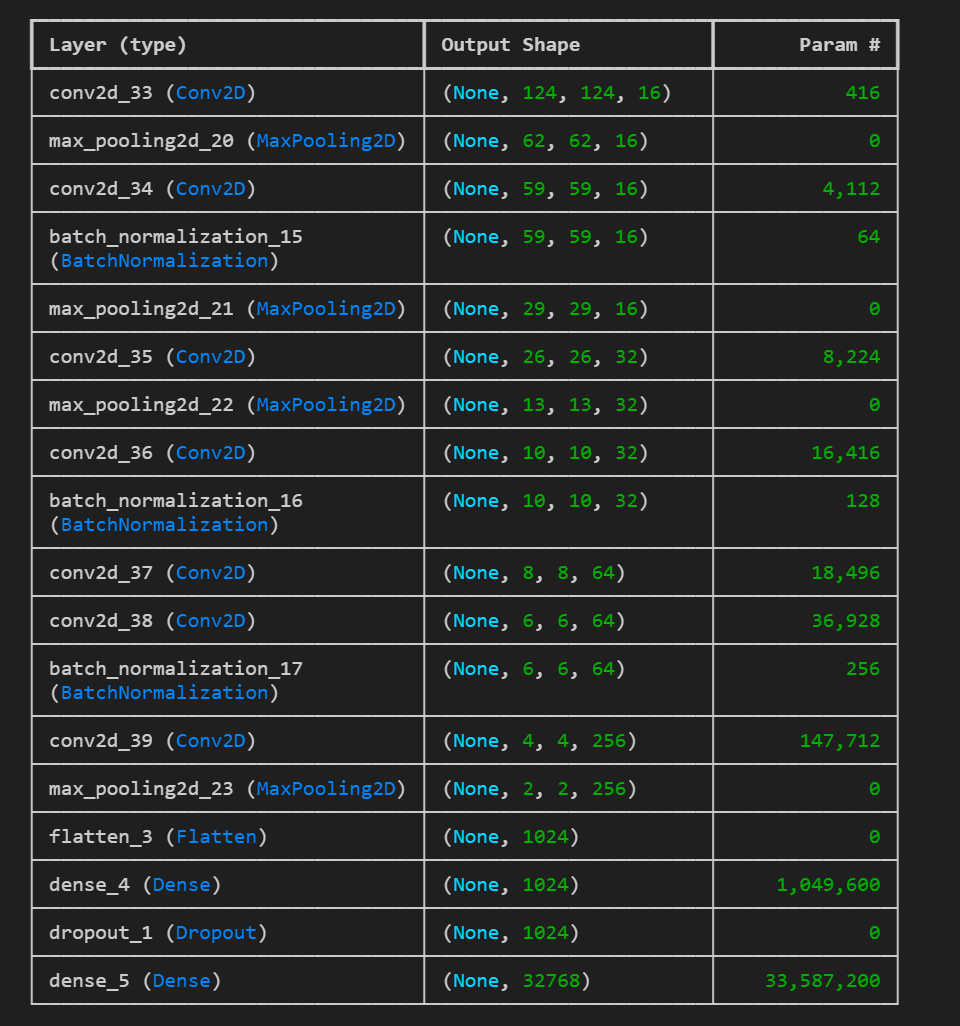 Layer (type) Output Shape Param #
conv2d_33 (Conv2D) (None, 124, 124, 16) 416
max_pooling2d_20 (MaxPooling2D) (None, 62, 62, 16) 0
conv2d_34 (Conv2D) (None, 59, 59, 16) 4,112
batch_normalization_15 (None, 59, 59, 16) 64
(BatchNormalization)
max_pooling2d_21 (MaxPooling2D) (None, 29, 29, 16) 0
conv2d_35 (Conv2D) (None, 26, 26, 32) 8,224
max_pooling2d_22 (MaxPooling2D) (None, 13, 13, 32) 0
conv2d_36 (Conv2D) (None, 10, 10, 32) 16,416
batch_normalization_16 (None, 10, 10, 32) 128
(BatchNormalization)
conv2d_37 (Conv2D) (None, 8, 8, 64) 18,496
conv2d_38 (Conv2D) (None, 6, 6, 64) 36,928
batch_normalization_17 (None, 6, 6, 64) 256
(BatchNormalization)
conv2d_39 (Conv2D) (None, 4, 4, 256) 147,712
max_pooling2d_23 (MaxPooling2D) (None, 2, 2, 256) 0
flatten_3 (Flatten) (None, 1024) 0
dense_4 (Dense) (None, 1024) 1,049,600
dropout_1 (Dropout) (None, 1024) 0
dense_5 (Dense) (None, 32768) 33,587,200